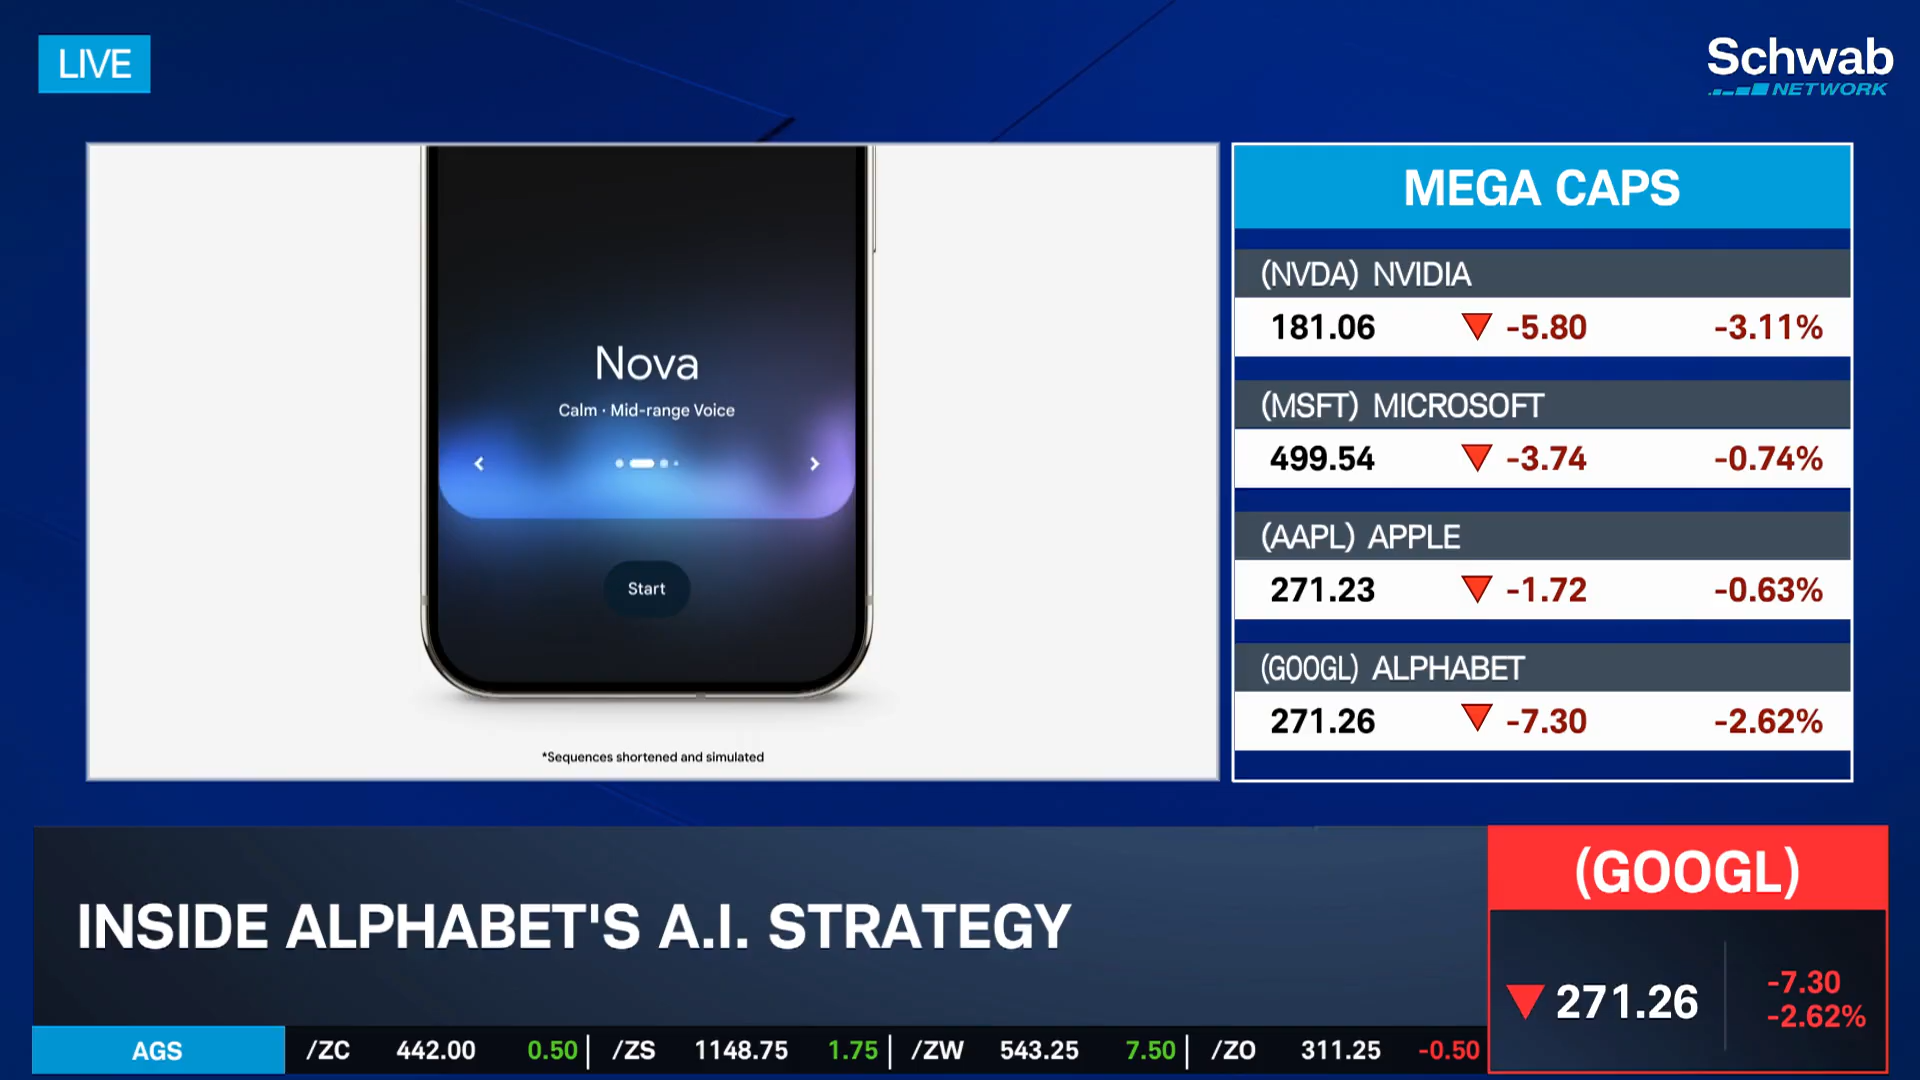 LIVE
Schwab
NETWORK
Nova
Calm · Mid-range Voice
Start
*Sequences shortened and simulated
MEGA CAPS
(NVDA) NVIDIA
181.06 ▼ -5.80 -3.11%
(MSFT) MICROSOFT
499.54 ▼ -3.74 -0.74%
(AAPL) APPLE
271.23 ▼ -1.72 -0.63%
(GOOGL) ALPHABET
271.26 ▼ -7.30 -2.62%
INSIDE ALPHABET'S A.I. STRATEGY
(GOOGL)
▼ 271.26
-7.30
-2.62%
AGS /ZC 442.00 0.50 | /ZS 1148.75 1.75 | /ZW 543.25 7.50 | /ZO 311.25 -0.50